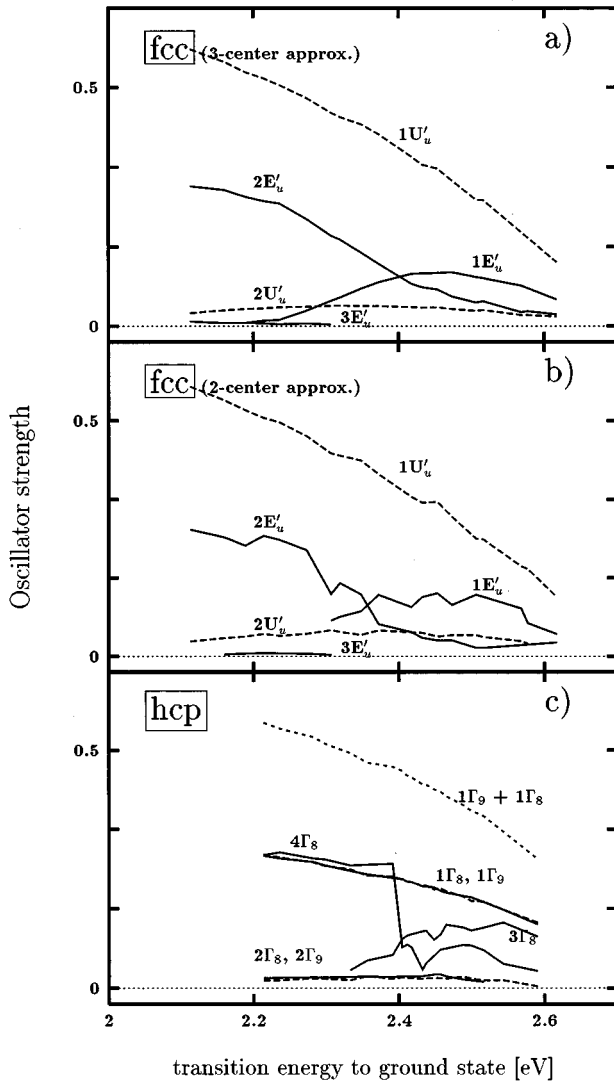 fcc (3-center approx.) a)
0.5
1U′ᵤ
2E′ᵤ
1E′ᵤ
2U′ᵤ
3E′ᵤ
0
fcc (2-center approx.) b)
0.5
1U′ᵤ
2E′ᵤ
1E′ᵤ
2U′ᵤ
3E′ᵤ
0
Oscillator strength
hcp c)
0.5
1Γ₉ + 1Γ₈
4Γ₈
1Γ₈, 1Γ₉
3Γ₈
2Γ₈, 2Γ₉
0
2 2.2 2.4 2.6
transition energy to ground state [eV]